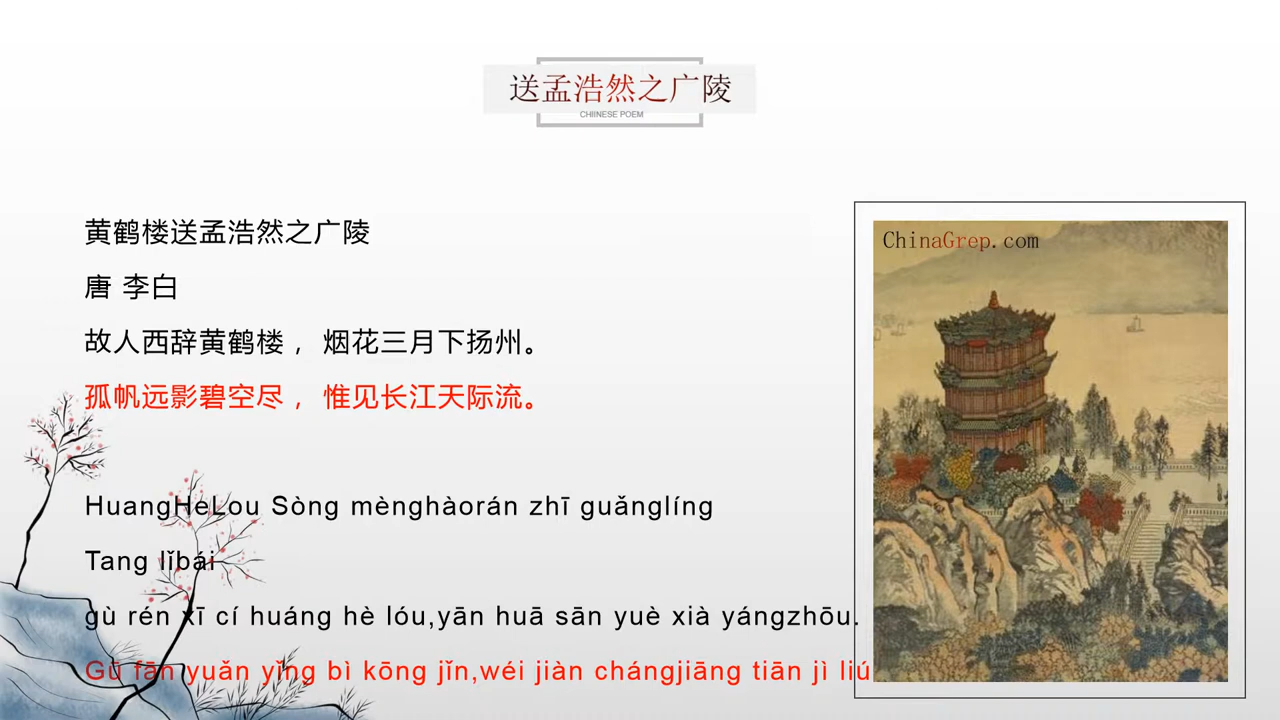 送孟浩然之广陵
CHIINESE POEM
黄鹤楼送孟浩然之广陵
唐 李白
故人西辞黄鹤楼， 烟花三月下扬州。
孤帆远影碧空尽， 惟见长江天际流。
HuangHeLou Sòng mènghàorán zhī guǎnglíng
Tang lǐbái
gù rén xī cí huáng hè lóu,yān huā sān yuè xià yángzhōu.
Gū fān yuǎn yǐng bì kōng jǐn,wéi jiàn chángjiāng tiān jì liú
ChinaGrep.com